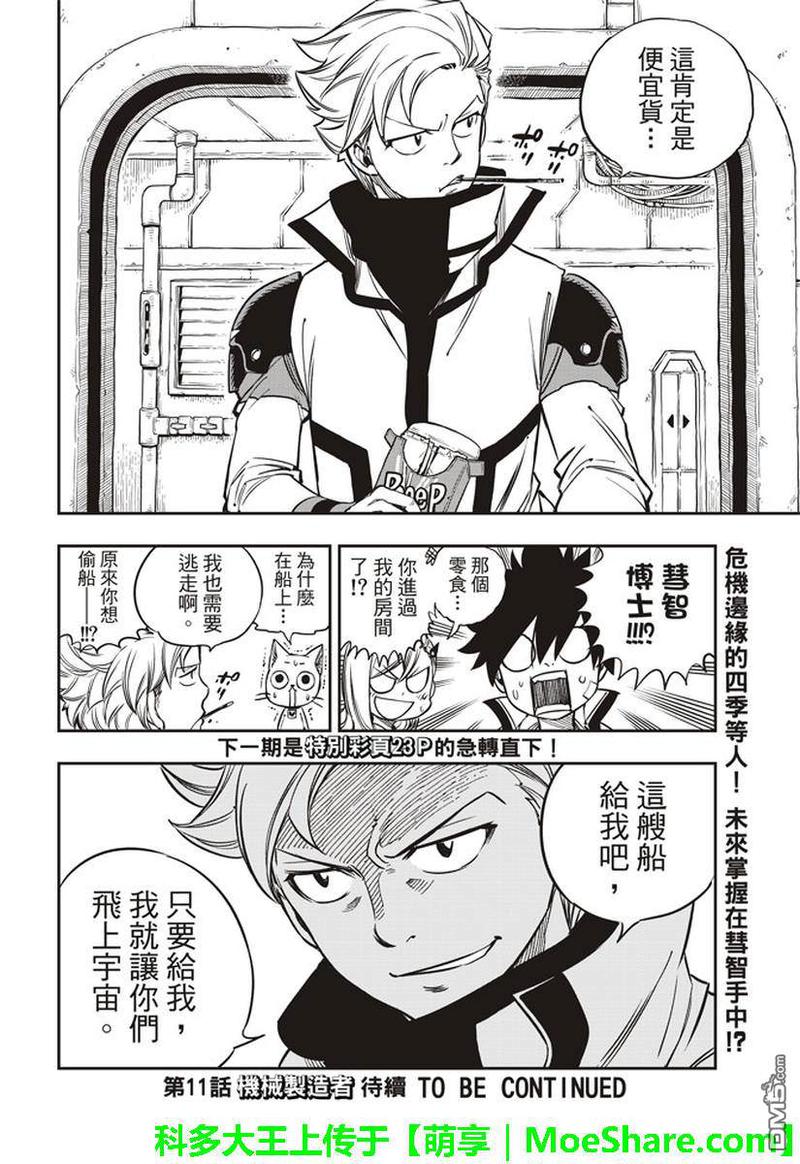 這肯定是
便宜貨…
ポリ
ポリ
BeeP
彗智
博士!!!!?
那個
零食…
你進過
我的房間
了!?
為什麼
在船上…
我也需要
逃走啊。
原來你想
偷船——!!?
危機邊緣的四季等人！未來掌握在彗智手中!?
下一期是特別彩頁23P的急轉直下！
這艘船
給我吧，
只要給我，
我就讓你們
飛上宇宙。
第11話 機械製造者 待續 TO BE CONTINUED
科多大王上传于【萌享｜MoeShare.com】
DM5.com